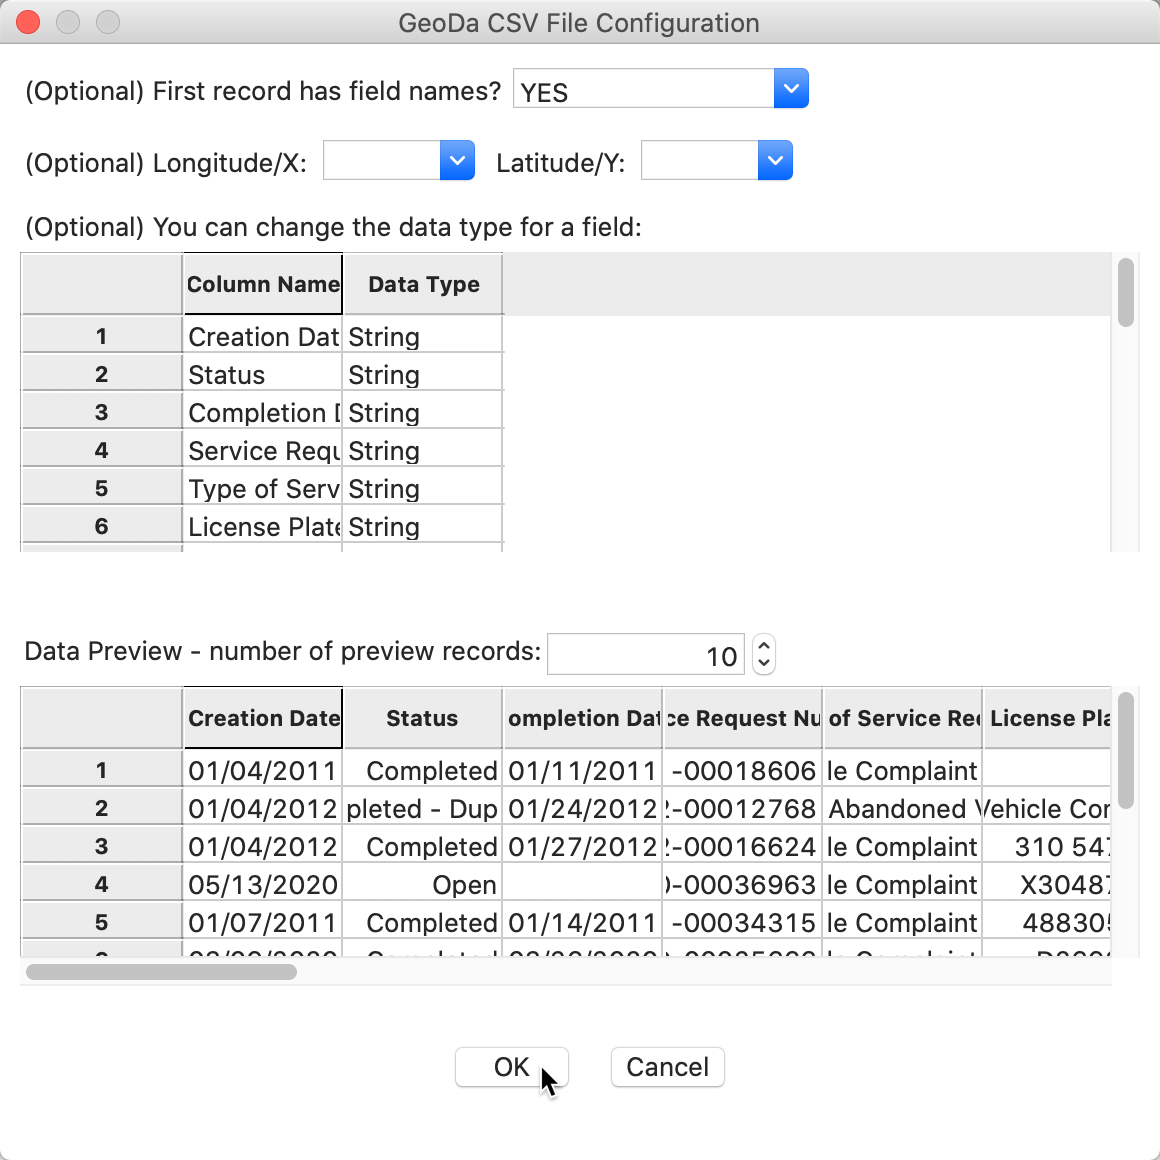 GeoDa CSV File Configuration
(Optional) First record has field names? YES
(Optional) Longitude/X: Latitude/Y:
(Optional) You can change the data type for a field:
Column Name Data Type
1 Creation Dat String
2 Status String
3 Completion String
4 Service Requ String
5 Type of Serv String
6 License Plate String
Data Preview - number of preview records: 10
Creation Date Status ompletion Dat ce Request Nu of Service Rec License Pla
1 01/04/2011 Completed 01/11/2011 -00018606 le Complaint
2 01/04/2012 pleted - Dup 01/24/2012 2-00012768 Abandoned Vehicle Cor
3 01/04/2012 Completed 01/27/2012 2-00016624 le Complaint 310 547
4 05/13/2020 Open 0-00036963 le Complaint X30487
5 01/07/2011 Completed 01/14/2011 -00034315 le Complaint 488305
OK Cancel